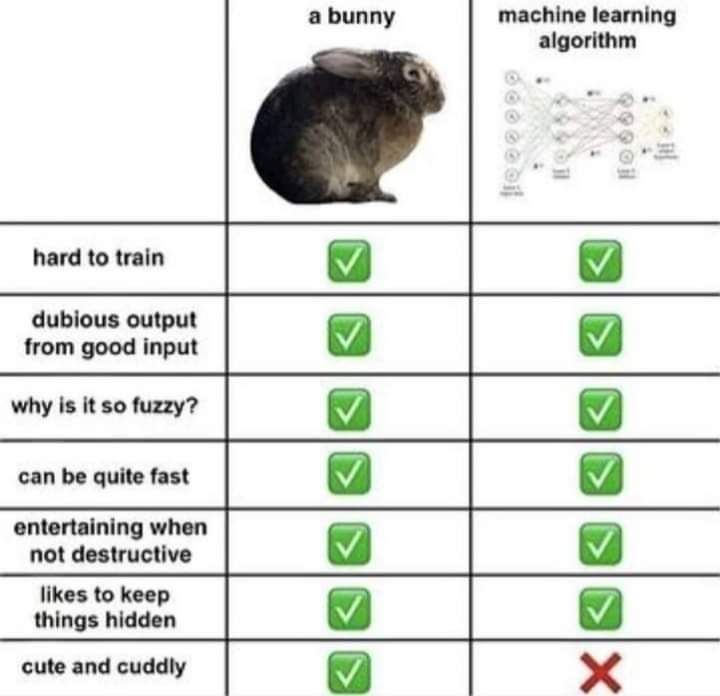 a bunny
machine learning
algorithm
hard to train
dubious output
from good input
why is it so fuzzy?
can be quite fast
entertaining when
not destructive
likes to keep
things hidden
cute and cuddly